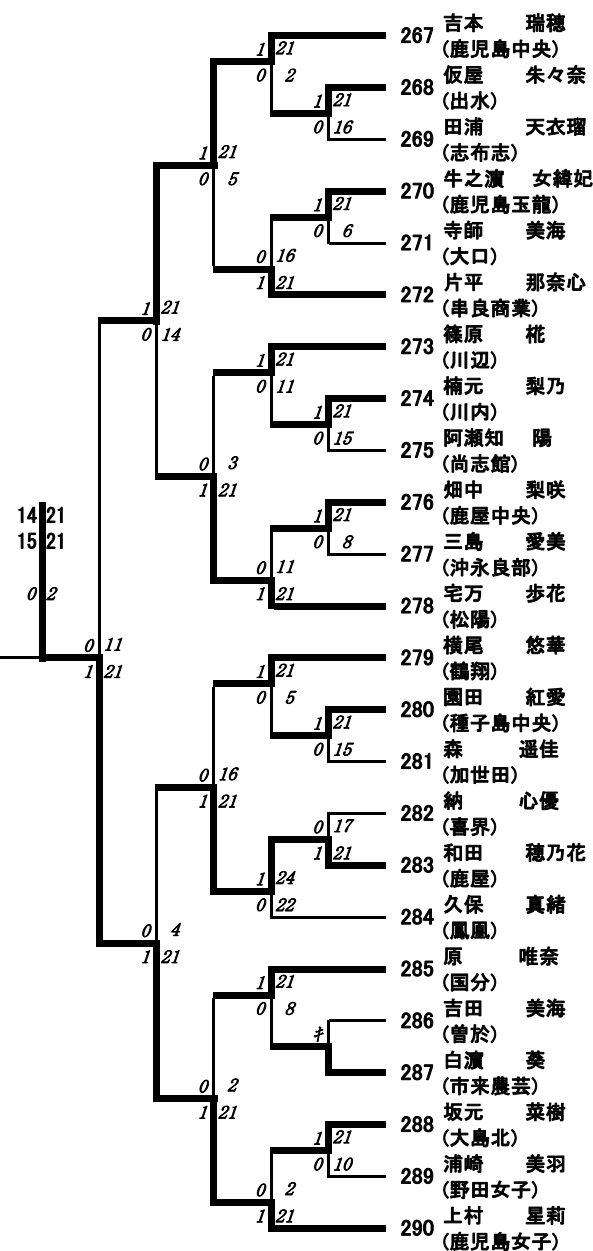 267 吉本 瑞穂
(鹿児島中央)
1 21
0 2
268 仮屋 朱々奈
(出水)
1 21
0 16
269 田浦 天衣瑠
(志布志)
1 21
0 5
270 牛之濵 女緯妃
(鹿児島玉龍)
1 21
0 6
271 寺師 美海
(大口)
0 16
1 21
272 片平 那奈心
(串良商業)
1 21
0 14
273 篠原 椛
(川辺)
1 21
0 11
274 楠元 梨乃
(川内)
1 21
0 15
275 阿瀬知 陽
(尚志館)
0 3
1 21
276 畑中 梨咲
(鹿屋中央)
1 21
0 8
277 三島 愛美
(沖永良部)
0 11
1 21
278 宅万 歩花
(松陽)
14 21
15 21
0 2
0 11
1 21
279 横尾 悠華
(鶴翔)
1 21
0 5
280 園田 紅愛
(種子島中央)
1 21
0 15
281 森 遥佳
(加世田)
0 16
1 21
282 納 心優
(喜界)
0 17
1 21
283 和田 穂乃花
(鹿屋)
1 24
0 22
284 久保 真緒
(鳳凰)
0 4
1 21
285 原 唯奈
(国分)
1 21
0 8
286 吉田 美海
(曽於)
キ
287 白濵 葵
(市来農芸)
0 2
1 21
288 坂元 菜樹
(大島北)
1 21
0 10
289 浦崎 美羽
(野田女子)
0 2
1 21
290 上村 星莉
(鹿児島女子)